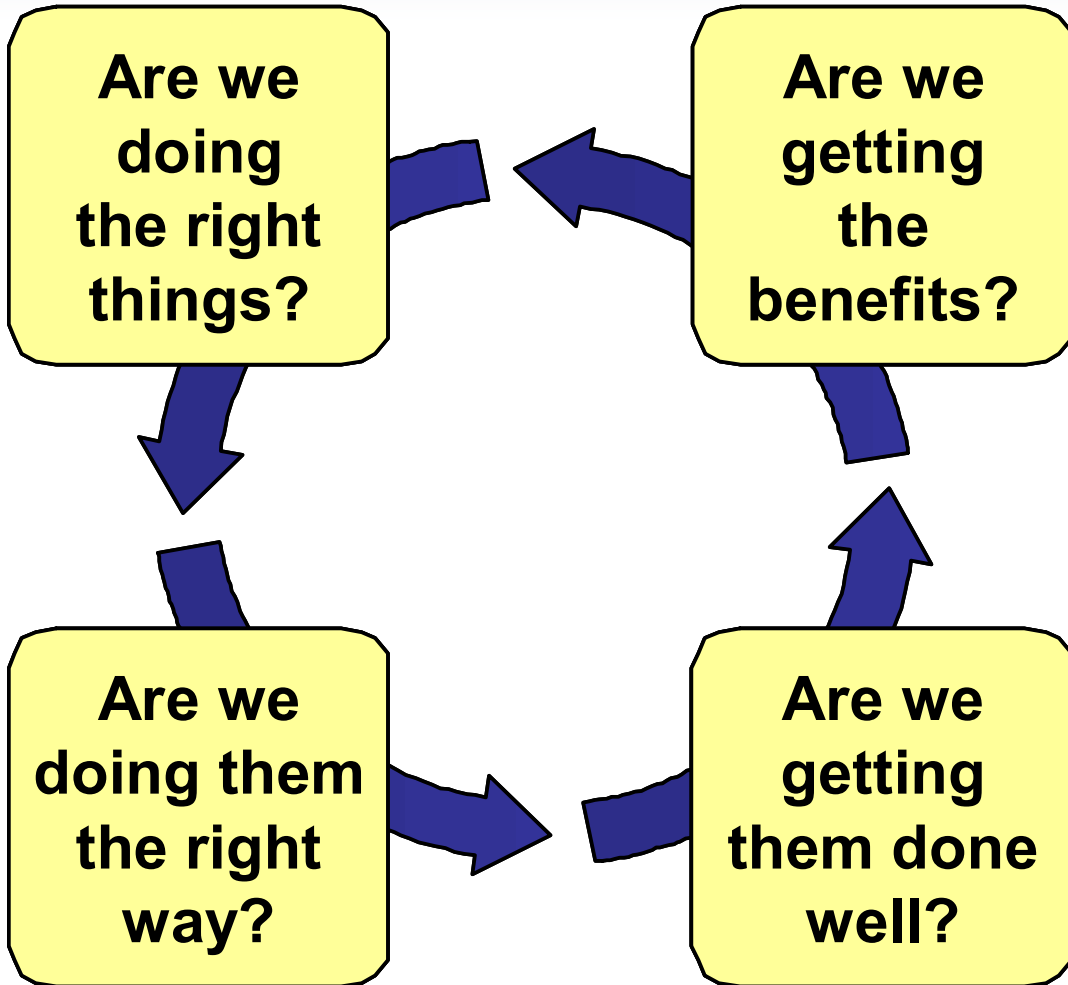 Are we
doing
the right
things?
Are we
getting
the
benefits?
Are we
doing them
the right
way?
Are we
getting
them done
well?